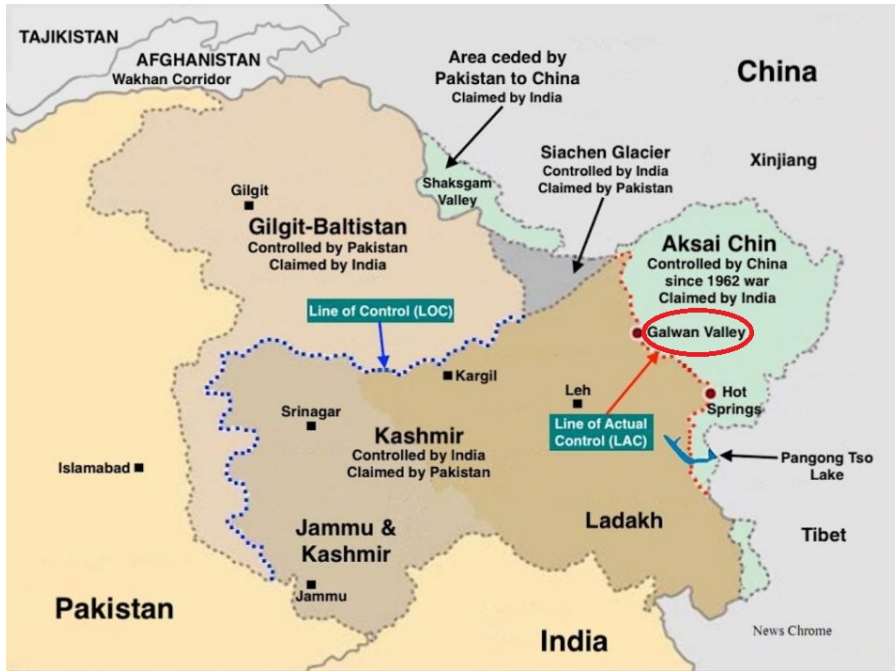 TAJIKISTAN
AFGHANISTAN
Wakhan Corridor
Area ceded by
Pakistan to China
Claimed by India
China
Xinjiang
Siachen Glacier
Controlled by India
Claimed by Pakistan
Shaksgam
Valley
Gilgit
Gilgit-Baltistan
Controlled by Pakistan
Claimed by India
Aksai Chin
Controlled by China
since 1962 war
Claimed by India
Line of Control (LOC)
Galwan Valley
Kargil
Leh
Hot
Springs
Srinagar
Line of Actual
Control (LAC)
Kashmir
Controlled by India
Claimed by Pakistan
Islamabad
Pangong Tso
Lake
Ladakh
Tibet
Jammu &
Kashmir
Jammu
Pakistan
India
News Chrome